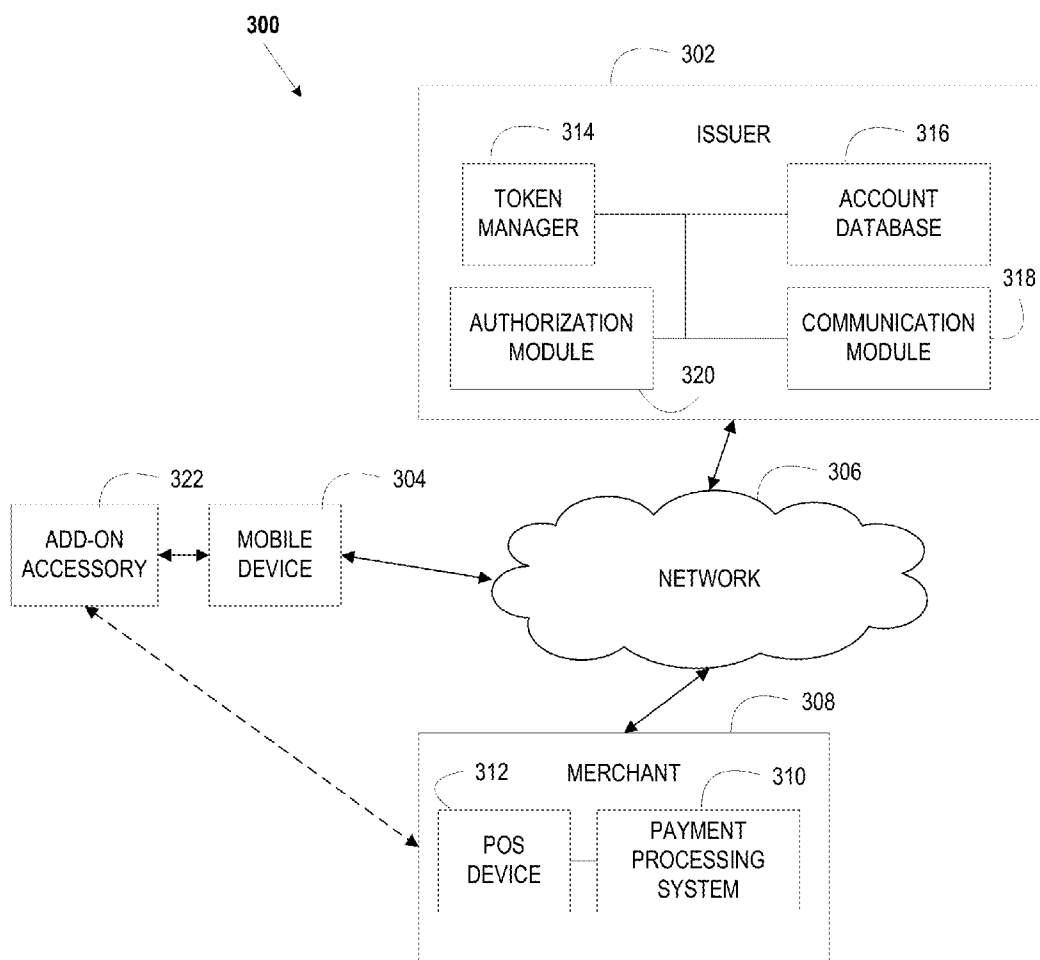 300
302
ISSUER
314
316
TOKEN
MANAGER
ACCOUNT
DATABASE
318
AUTHORIZATION
MODULE
COMMUNICATION
MODULE
320
306
322
304
ADD-ON
ACCESSORY
MOBILE
DEVICE
NETWORK
308
312
MERCHANT
310
POS
DEVICE
PAYMENT
PROCESSING
SYSTEM